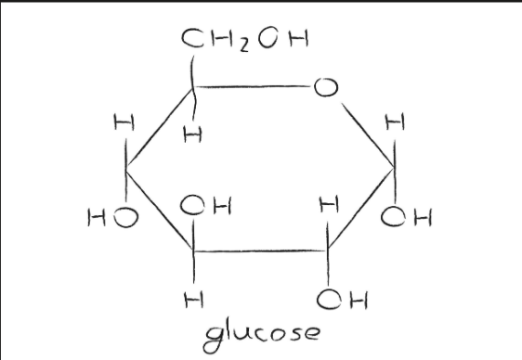 CH₂OH
O
H H
H
OH H
HO OH
H OH
glucose